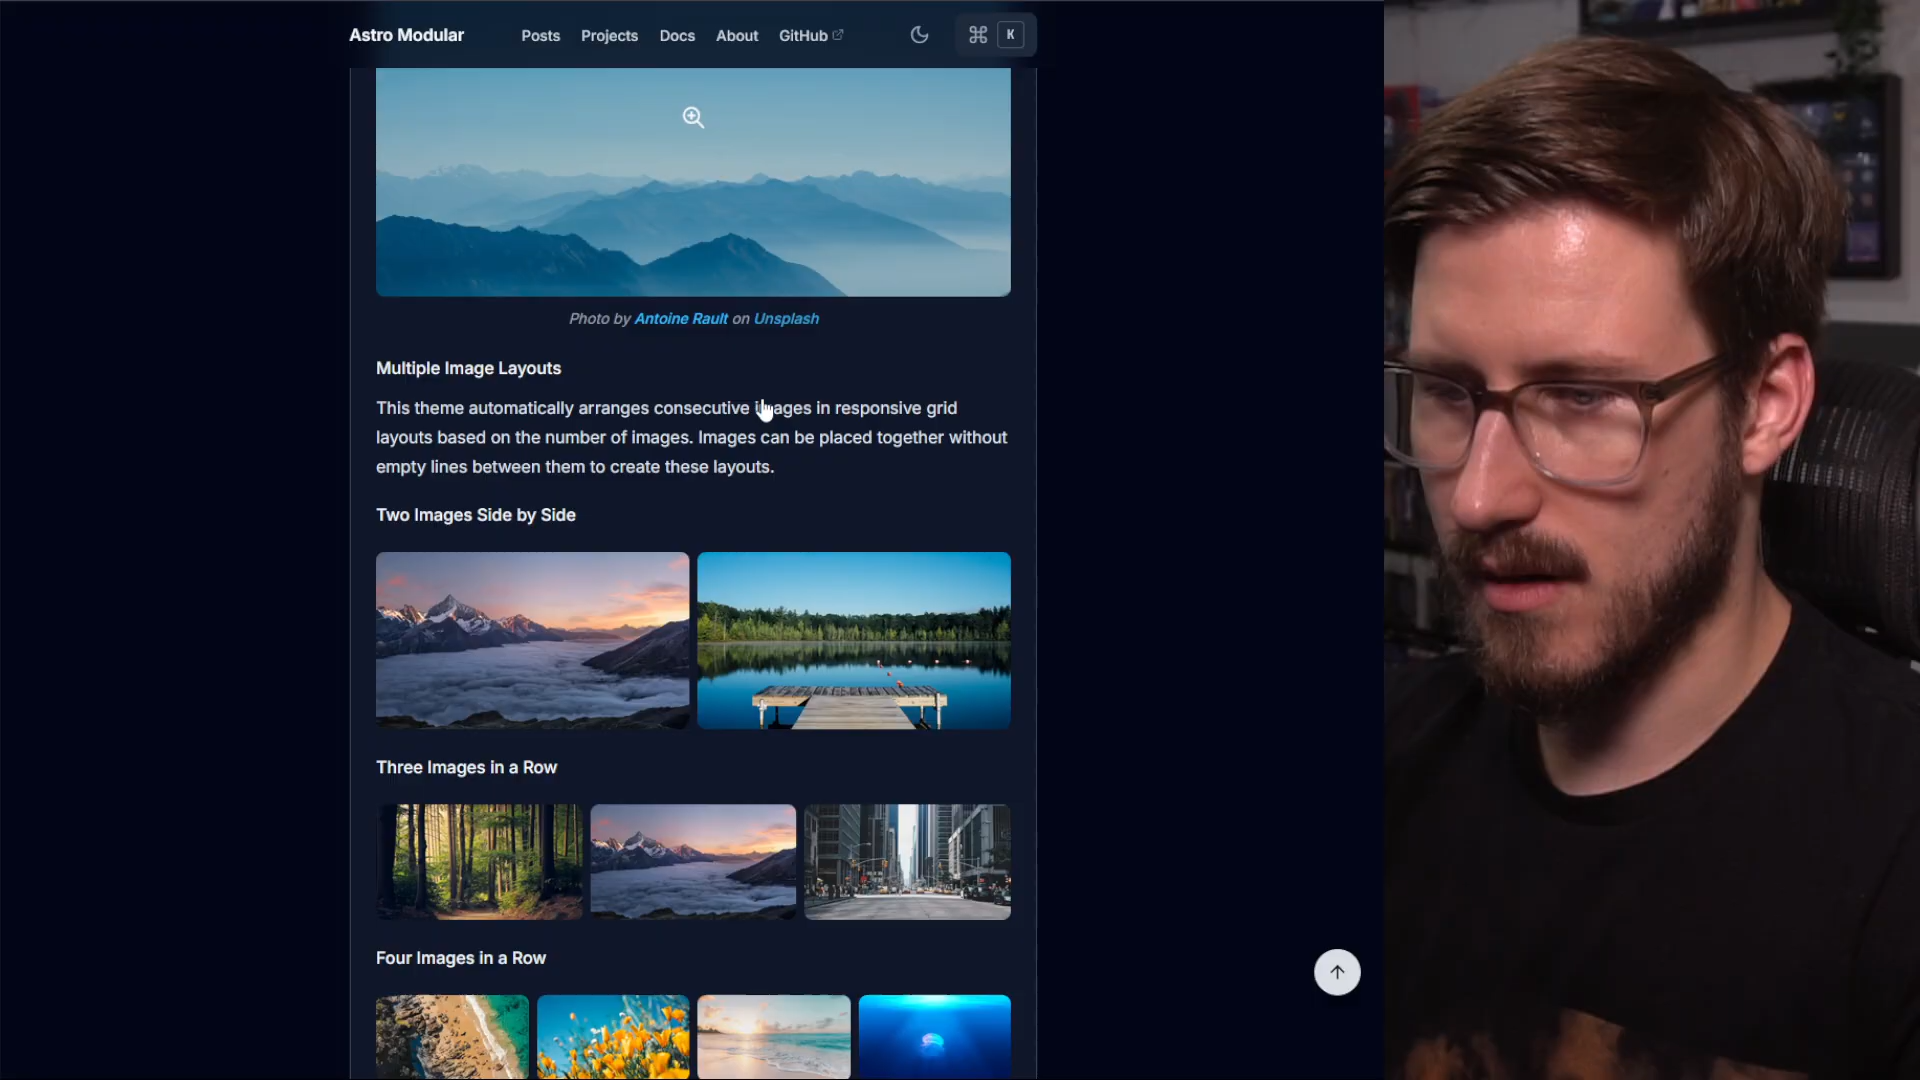 Astro Modular Posts Projects Docs About GitHub ⌘ K
Photo by Antoine Rault on Unsplash
Multiple Image Layouts
This theme automatically arranges consecutive images in responsive grid
layouts based on the number of images. Images can be placed together without
empty lines between them to create these layouts.
Two Images Side by Side
Three Images in a Row
Four Images in a Row